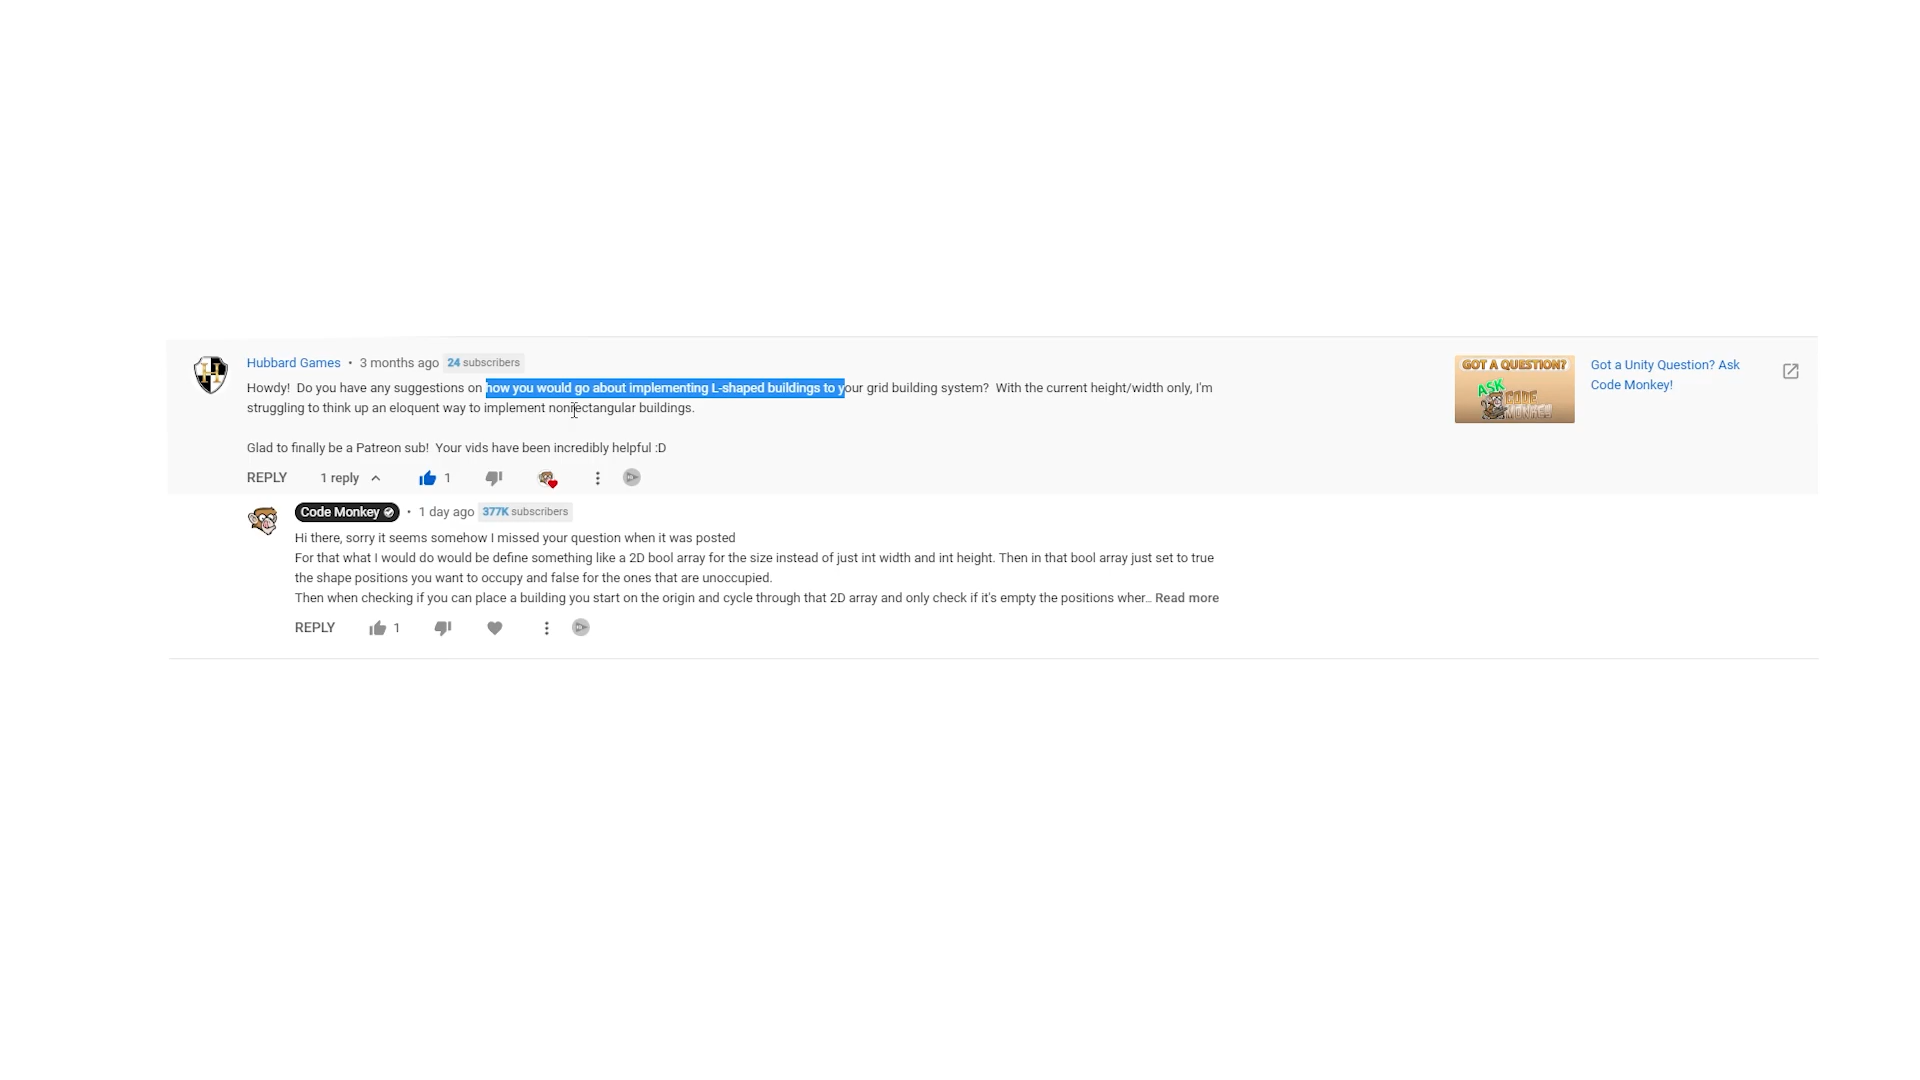 Hubbard Games • 3 months ago 24 subscribers
Howdy!  Do you have any suggestions on how you would go about implementing L-shaped buildings to your grid building system?  With the current height/width only, I'm
struggling to think up an eloquent way to implement nonrectangular buildings.
Glad to finally be a Patreon sub!  Your vids have been incredibly helpful :D
REPLY 1 reply 1
GOT A QUESTION?
ASK
CODE
MONKEY
Got a Unity Question? Ask
Code Monkey!
Code Monkey • 1 day ago 377K subscribers
Hi there, sorry it seems somehow I missed your question when it was posted
For that what I would do would be define something like a 2D bool array for the size instead of just int width and int height. Then in that bool array just set to true
the shape positions you want to occupy and false for the ones that are unoccupied.
Then when checking if you can place a building you start on the origin and cycle through that 2D array and only check if it's empty the positions wher… Read more
REPLY 1